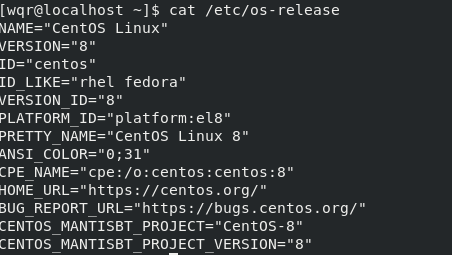 [wqr@localhost ~]$ cat /etc/os-release
NAME="CentOS Linux"
VERSION="8"
ID="centos"
ID_LIKE="rhel fedora"
VERSION_ID="8"
PLATFORM_ID="platform:el8"
PRETTY_NAME="CentOS Linux 8"
ANSI_COLOR="0;31"
CPE_NAME="cpe:/o:centos:centos:8"
HOME_URL="https://centos.org/"
BUG_REPORT_URL="https://bugs.centos.org/"
CENTOS_MANTISBT_PROJECT="CentOS-8"
CENTOS_MANTISBT_PROJECT_VERSION="8"